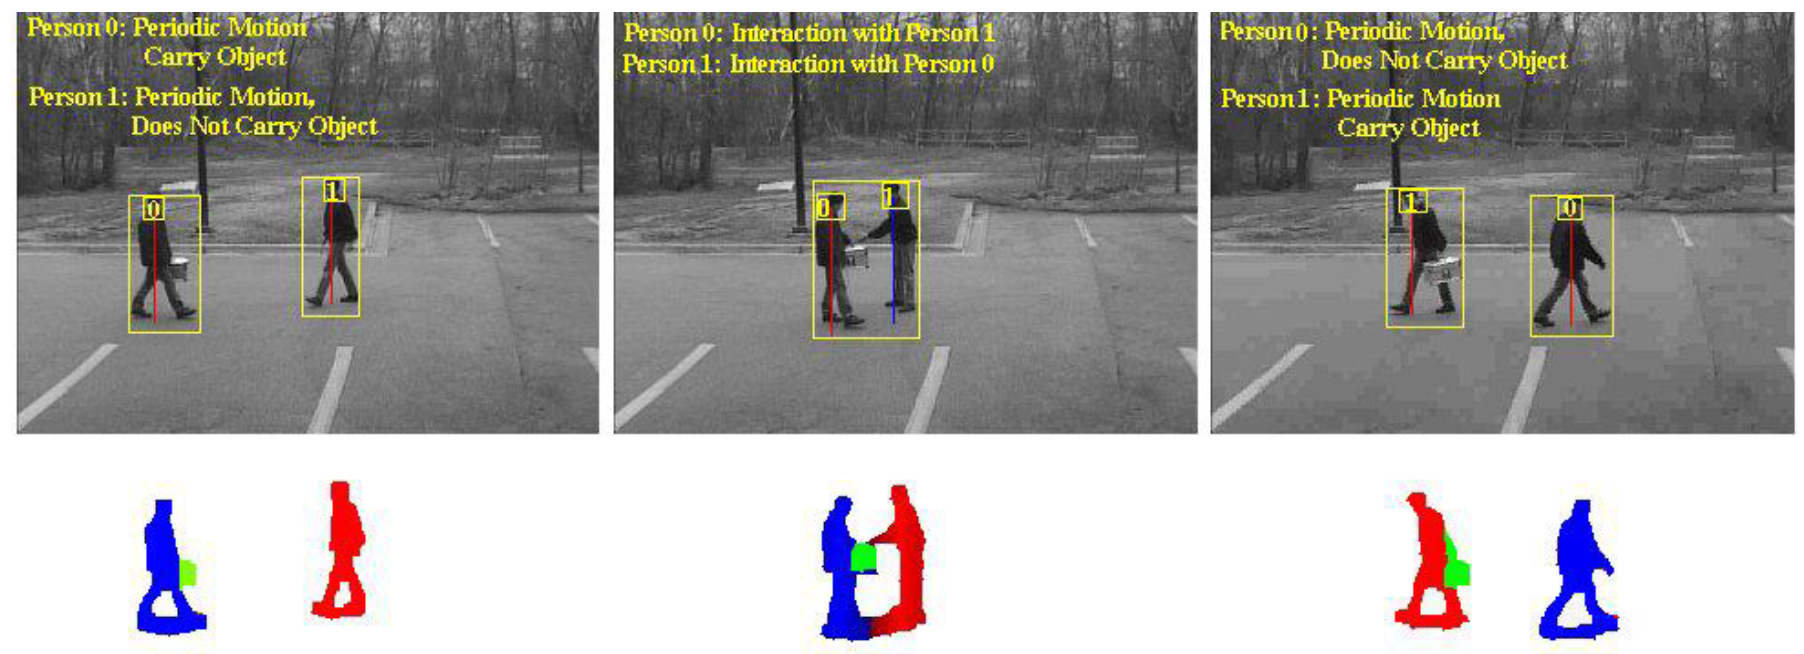 Person 0: Periodic Motion
Carry Object
Person 1: Periodic Motion,
Does Not Carry Object
0
1
Person 0: Interaction with Person 1
Person 1: Interaction with Person 0
0
1
Person 0: Periodic Motion,
Does Not Carry Object
Person 1: Periodic Motion
Carry Object
1
0